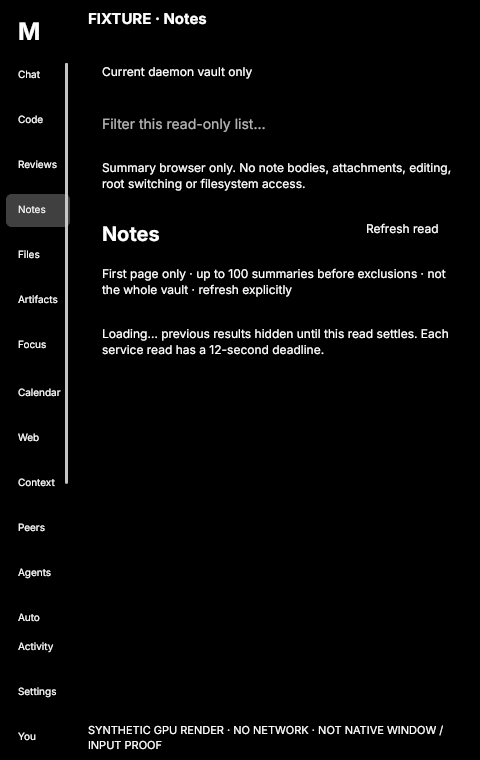 M
Chat
Code
Reviews
Notes
Files
Artifacts
Focus
Calendar
Web
Context
Peers
Agents
Auto
Activity
Settings
You
FIXTURE · Notes
Current daemon vault only
Filter this read-only list...
Summary browser only. No note bodies, attachments, editing,
root switching or filesystem access.
Notes
Refresh read
First page only · up to 100 summaries before exclusions · not
the whole vault · refresh explicitly
Loading... previous results hidden until this read settles. Each
service read has a 12-second deadline.
SYNTHETIC GPU RENDER · NO NETWORK · NOT NATIVE WINDOW /
INPUT PROOF